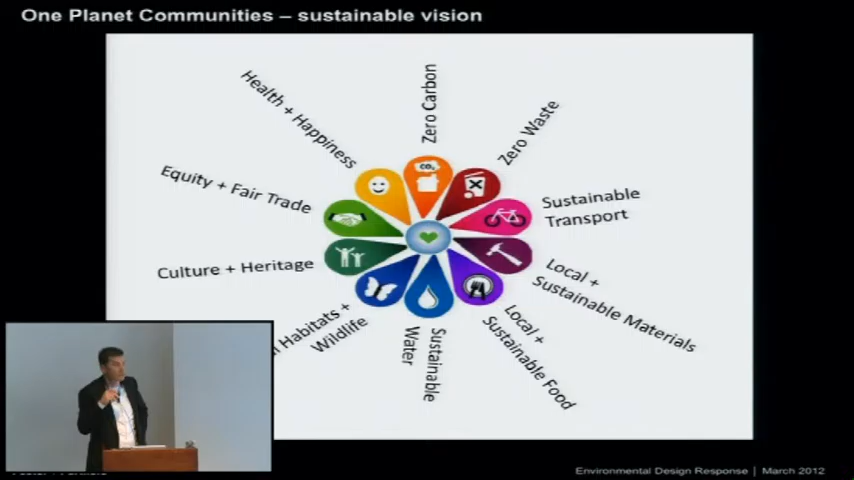 One Planet Communities – sustainable vision
Zero Carbon
Zero Waste
Sustainable
Transport
Local +
Sustainable Materials
Local +
Sustainable Food
Sustainable
Water
Habitats +
Wildlife
Culture + Heritage
Equity + Fair Trade
Health + Happiness
CO₂
Environmental Design Response | March 2012